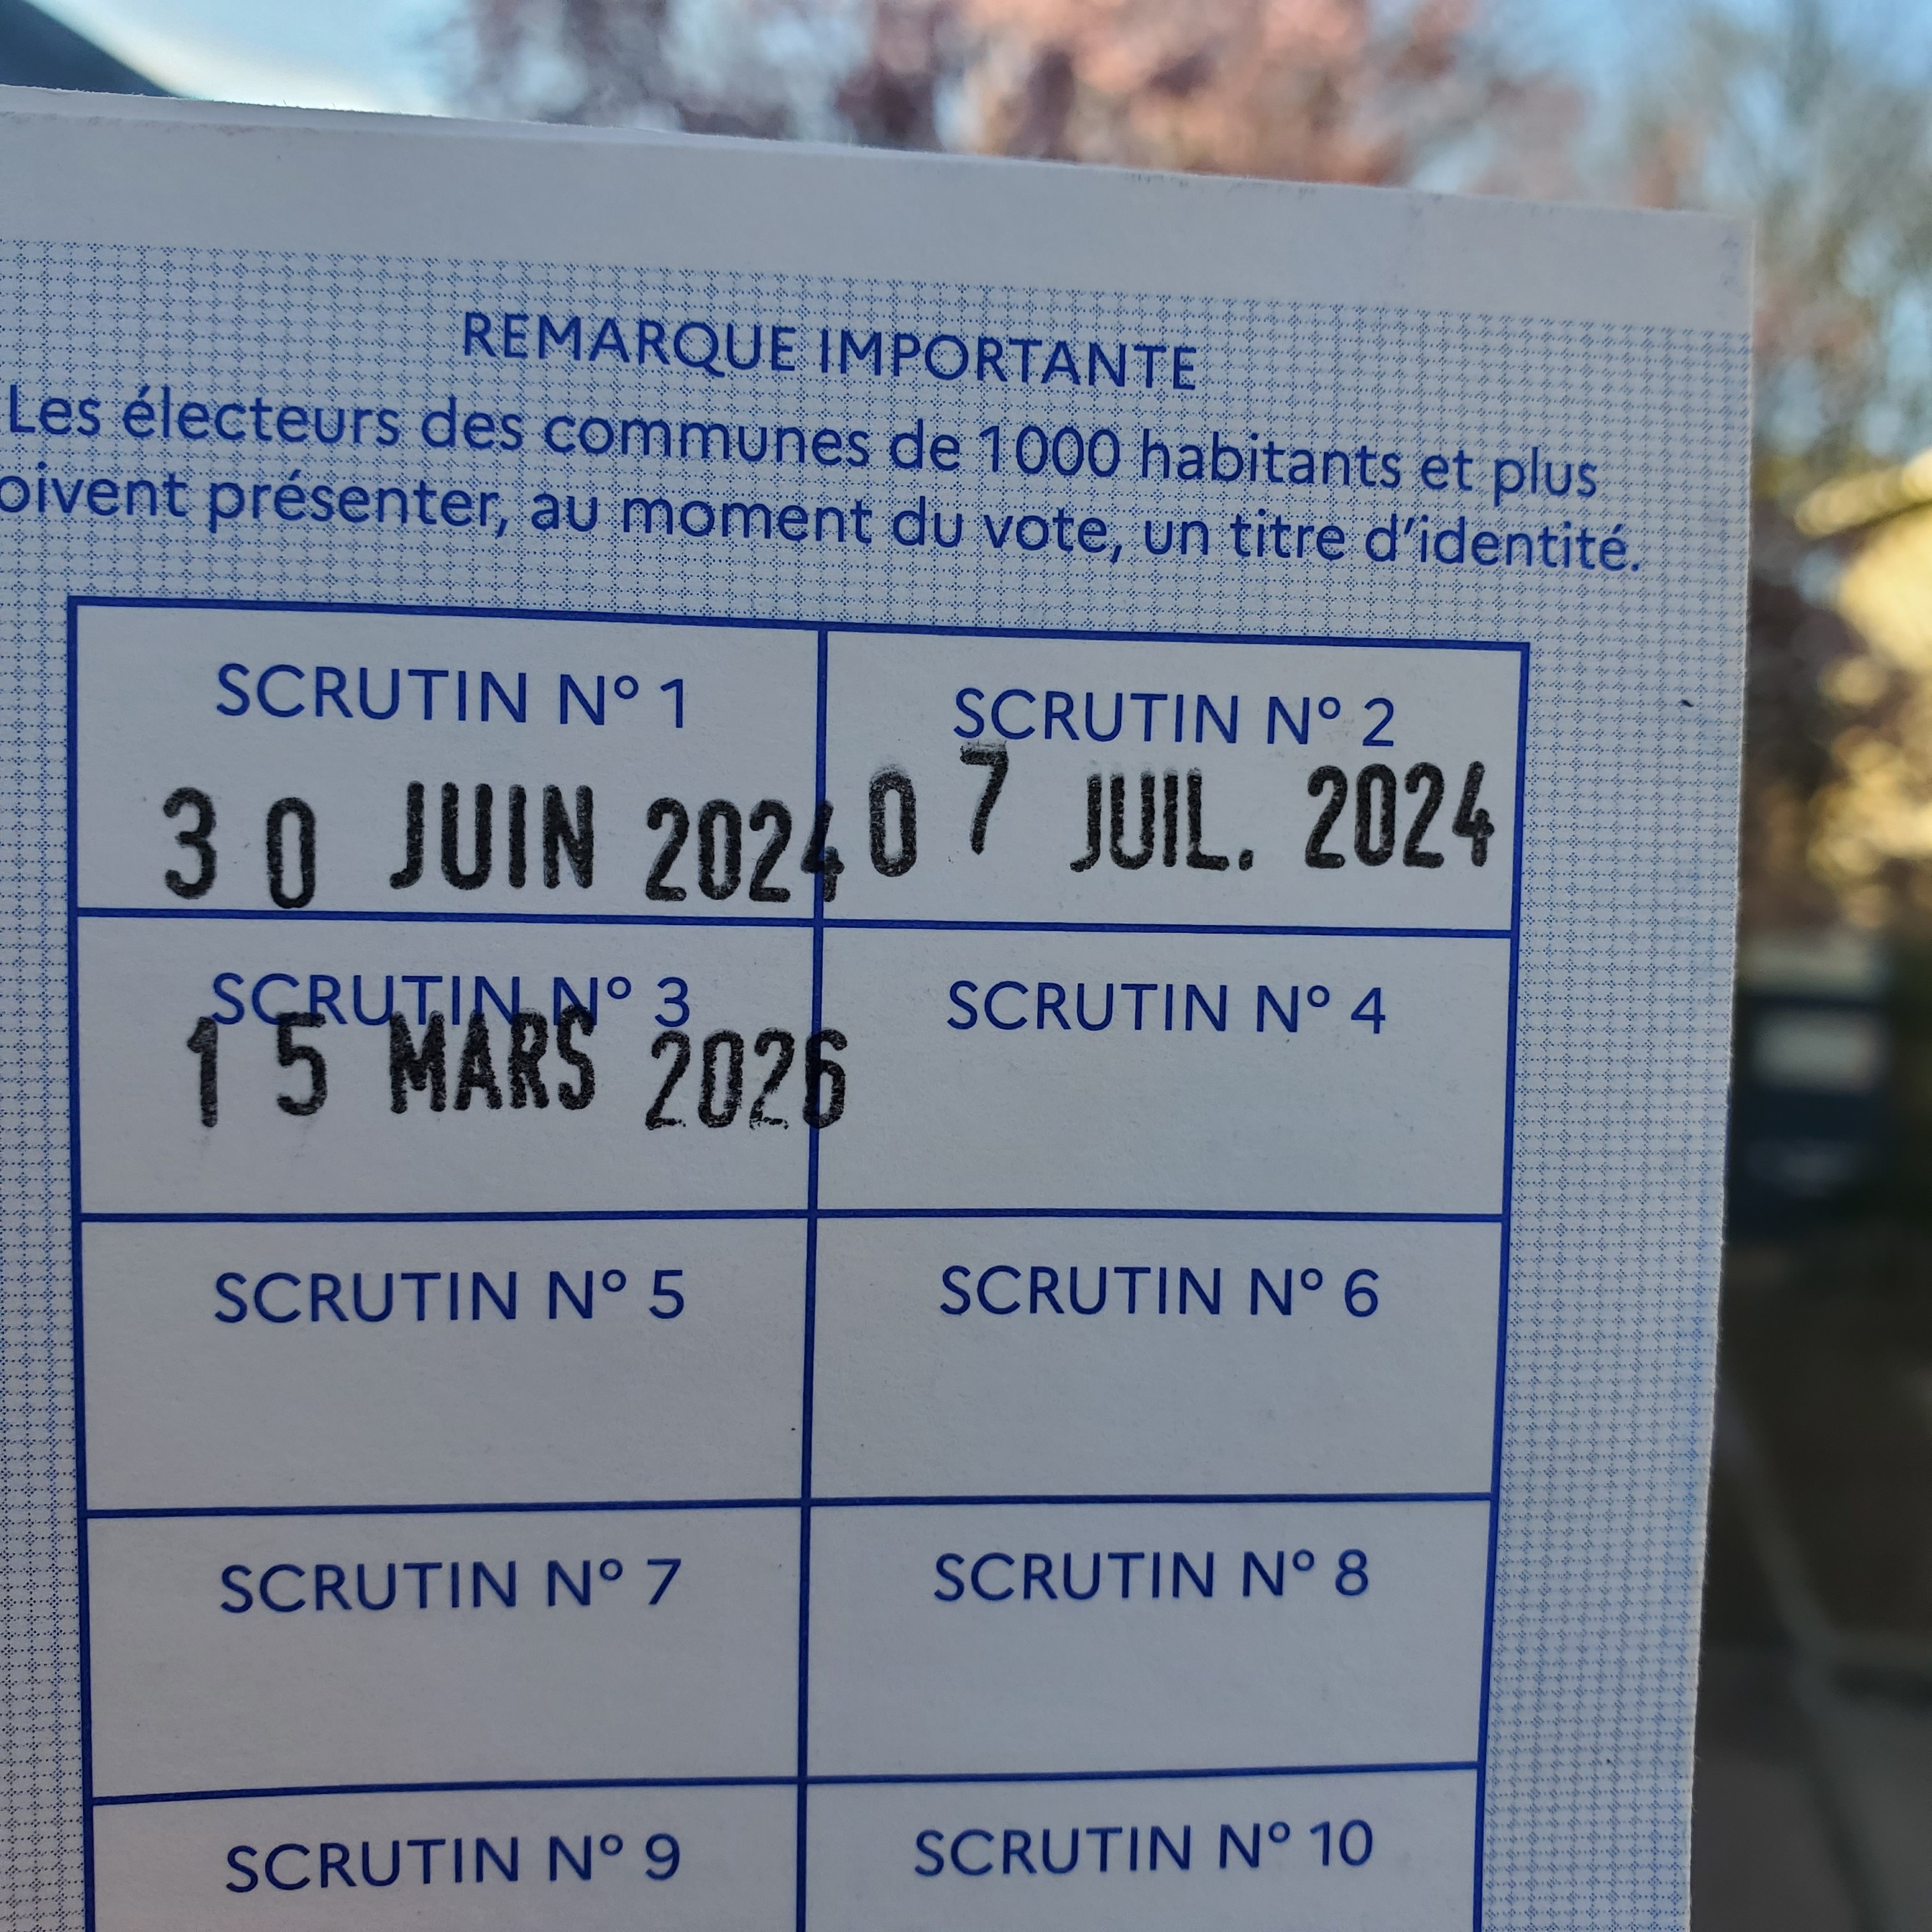 REMARQUE IMPORTANTE
Les électeurs des communes de 1000 habitants et plus
oivent présenter, au moment du vote, un titre d'identité.
SCRUTIN N° 1
30 JUIN 2024
SCRUTIN N° 2
07 JUIL. 2024
SCRUTIN N° 3
15 MARS 2026
SCRUTIN N° 4
SCRUTIN N° 5
SCRUTIN N° 6
SCRUTIN N° 7
SCRUTIN N° 8
SCRUTIN N° 9
SCRUTIN N° 10